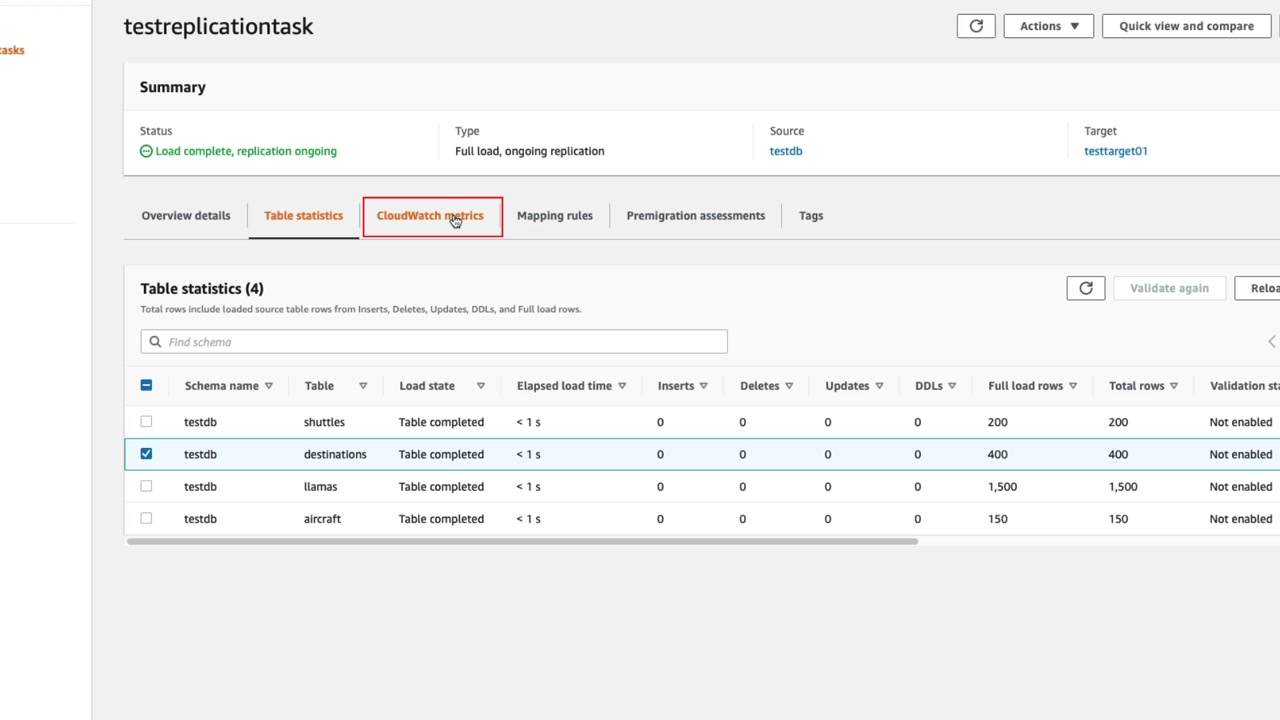 testreplicationtask
Actions
Quick view and compare
tasks
Summary
Status
Type
Source
Target
Load complete, replication ongoing
Full load, ongoing replication
testdb
testtarget01
Overview details
Table statistics
CloudWatch metrics
Mapping rules
Premigration assessments
Tags
Table statistics (4)
Validate again
Total rows include loaded source table rows from Inserts, Deletes, Updates, DDLs, and Full load rows.
Find schema
Schema name Table Load state Elapsed load time Inserts Deletes Updates DDLs Full load rows Total rows Validation
testdb shuttles Table completed < 1 s 0 0 0 0 200 200 Not enabled
testdb destinations Table completed < 1 s 0 0 0 0 400 400 Not enabled
testdb llamas Table completed < 1 s 0 0 0 0 1,500 1,500 Not enabled
testdb aircraft Table completed < 1 s 0 0 0 0 150 150 Not enabled